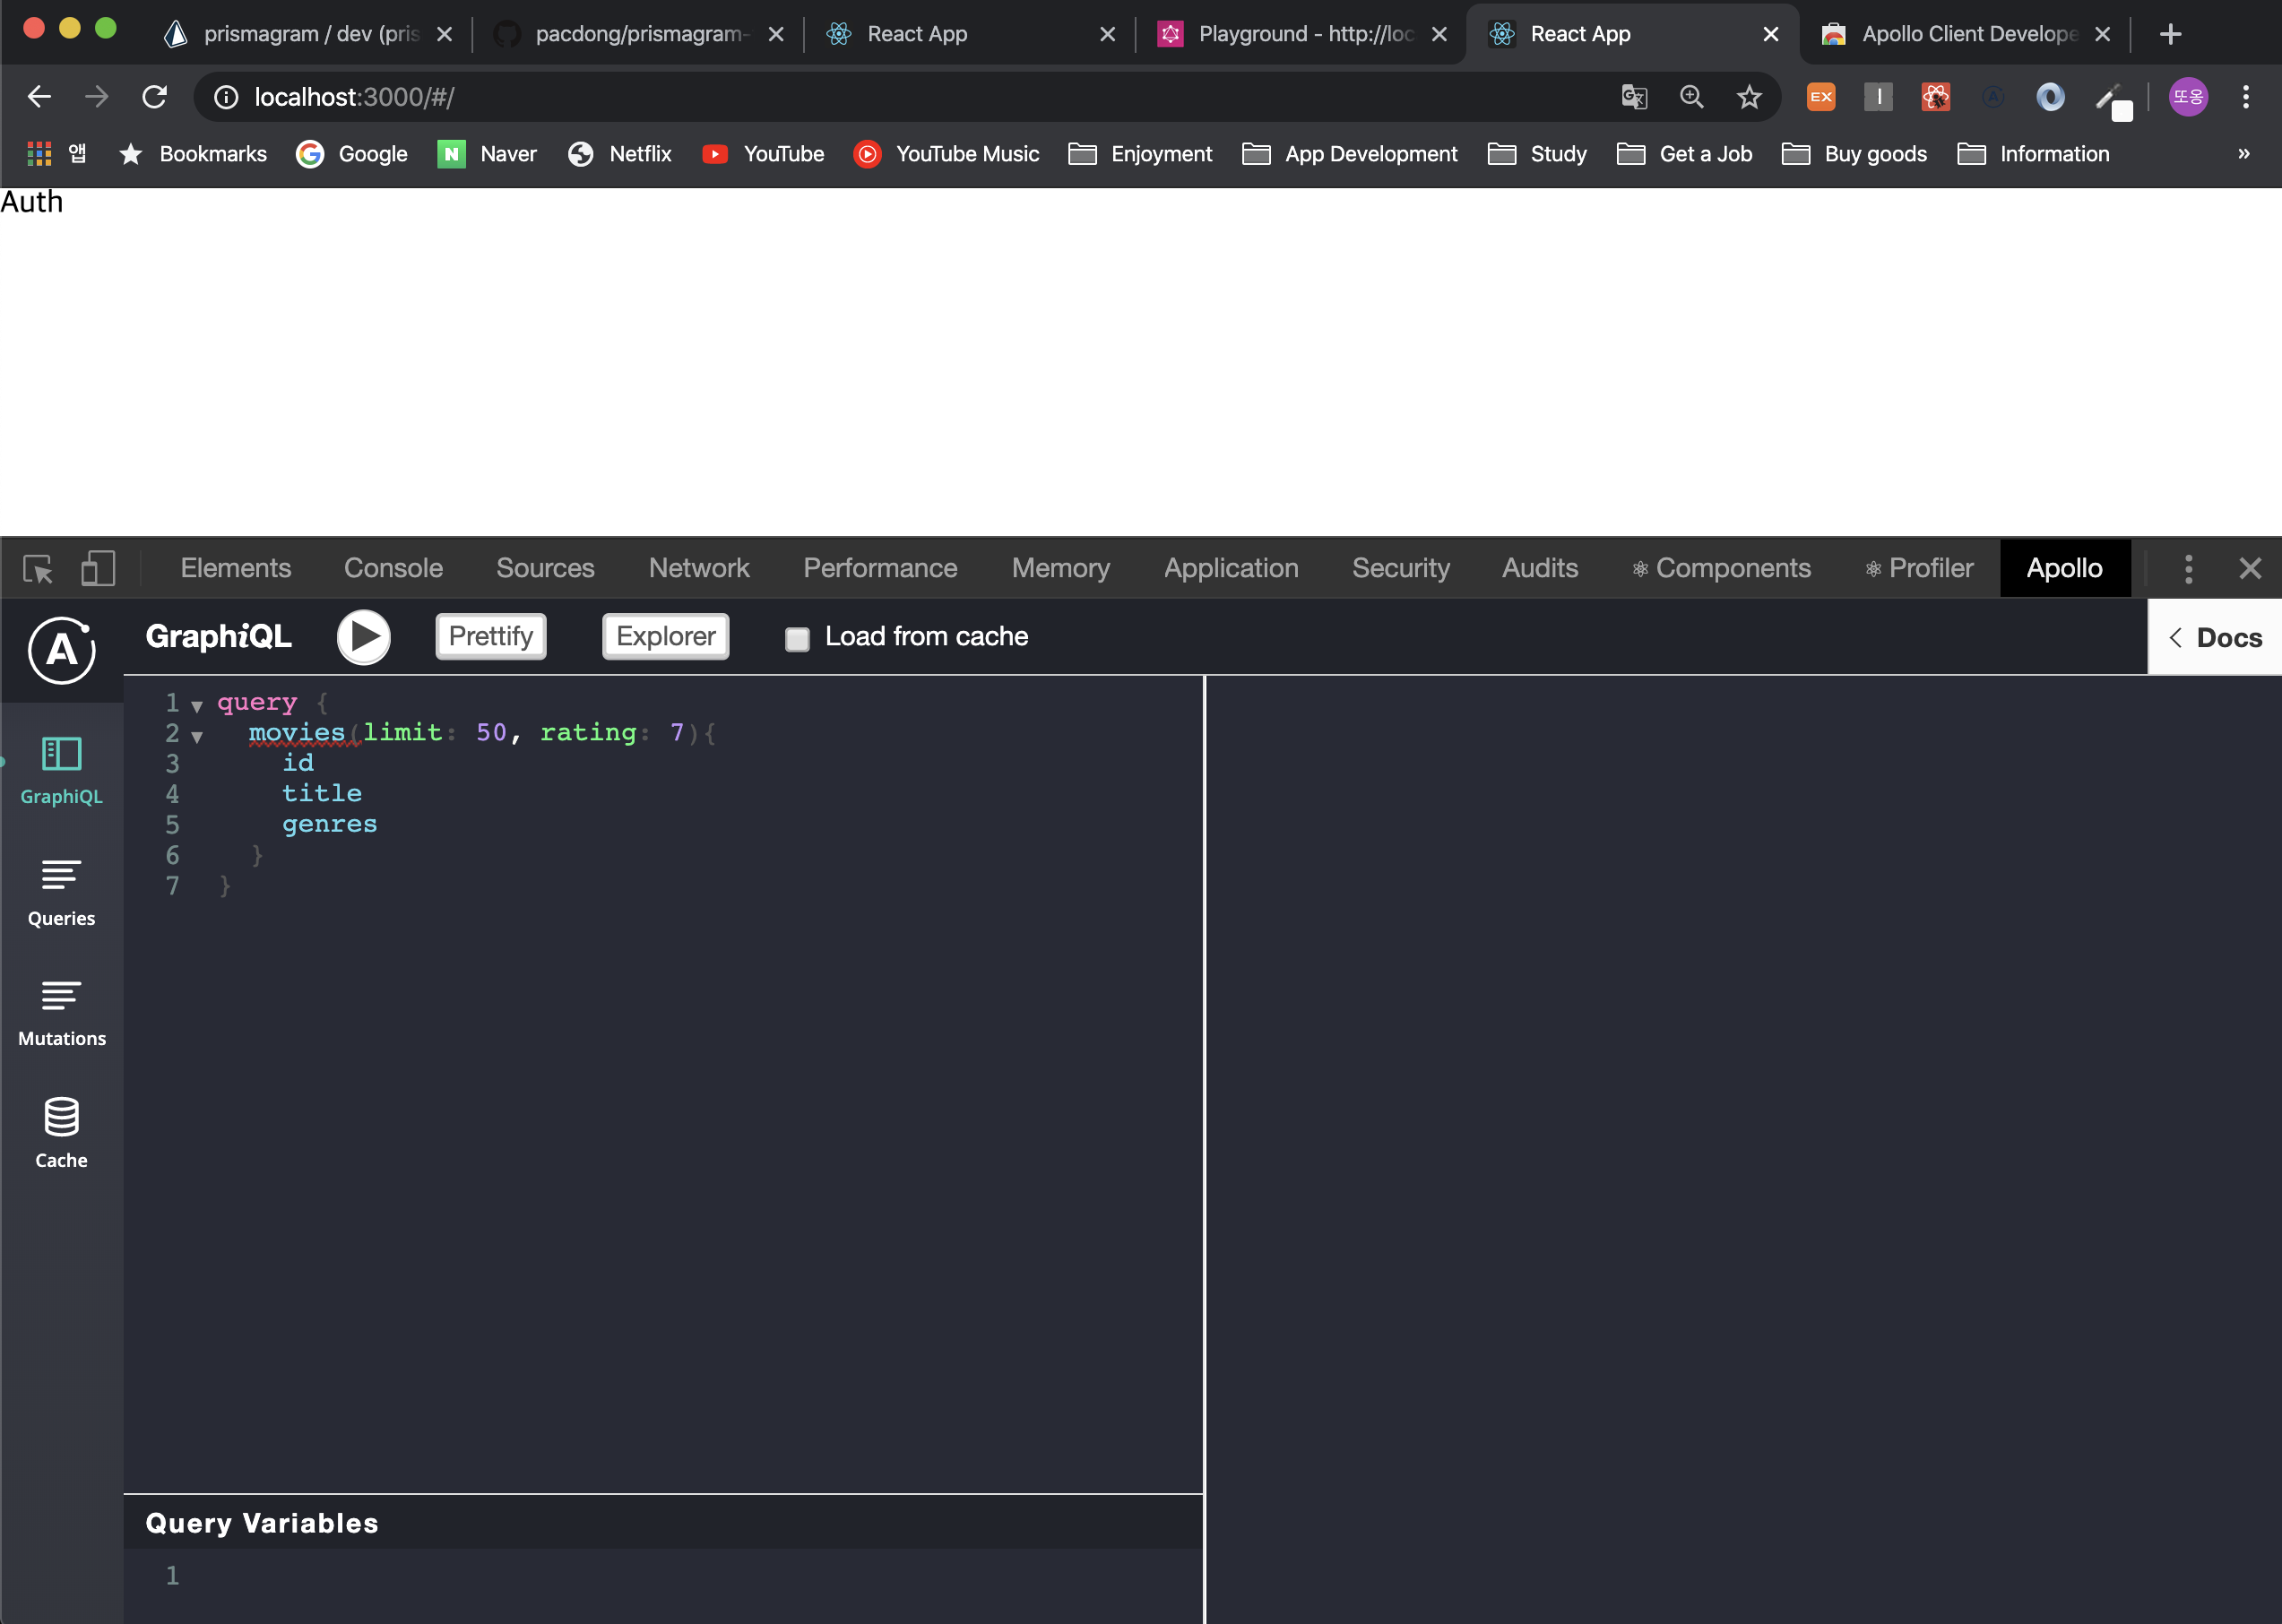 prismagram / dev (pris
pacdong/prismagram-
React App
Playground - http://loc
React App
Apollo Client Develope
localhost:3000/#/
EX
또옹
앱
Bookmarks
Google
Naver
Netflix
YouTube
YouTube Music
Enjoyment
App Development
Study
Get a Job
Buy goods
Information
»
Auth
Elements
Console
Sources
Network
Performance
Memory
Application
Security
Audits
Components
Profiler
Apollo
GraphiQL
Prettify
Explorer
Load from cache
Docs
GraphiQL
Queries
Mutations
Cache
1 query {
2 movies(limit: 50, rating: 7){
3 id
4 title
5 genres
6 }
7 }
Query Variables
1